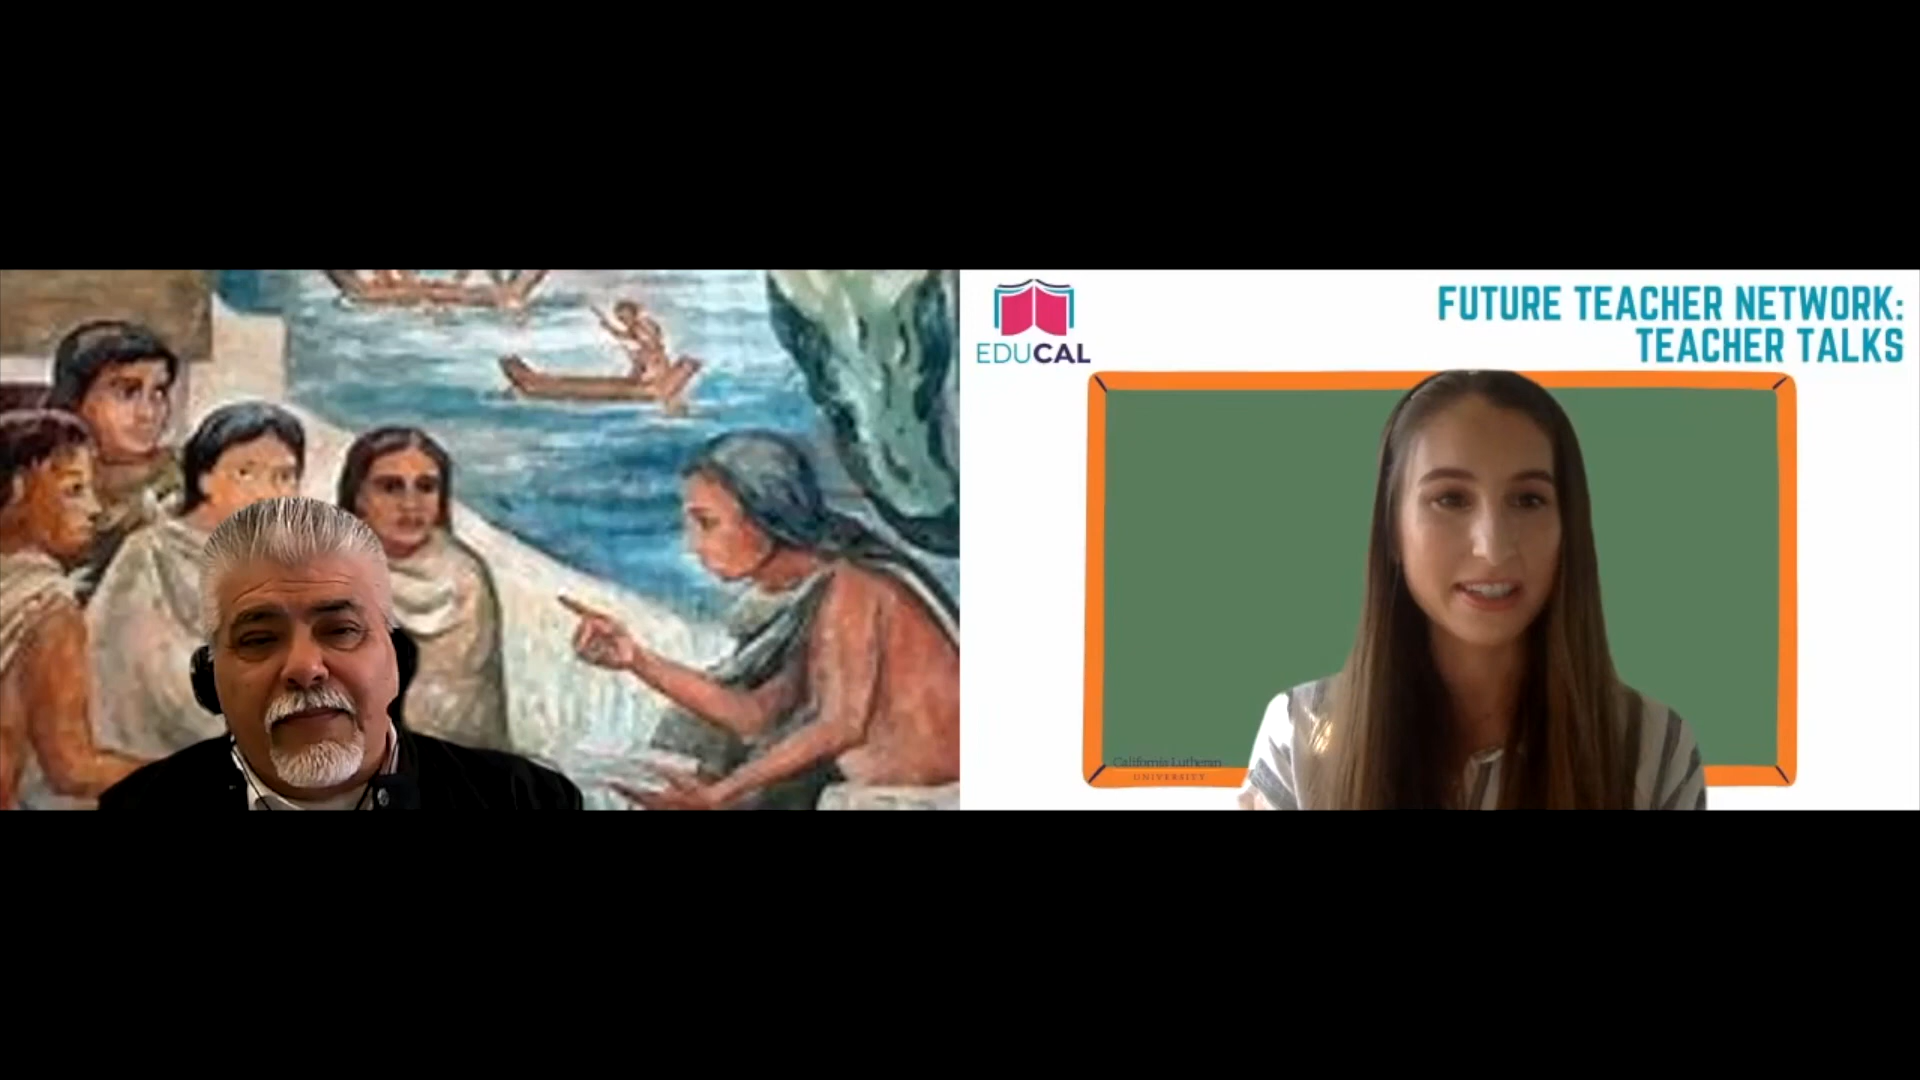 EDUCAL
FUTURE TEACHER NETWORK:
TEACHER TALKS
California Lutheran
UNIVERSITY